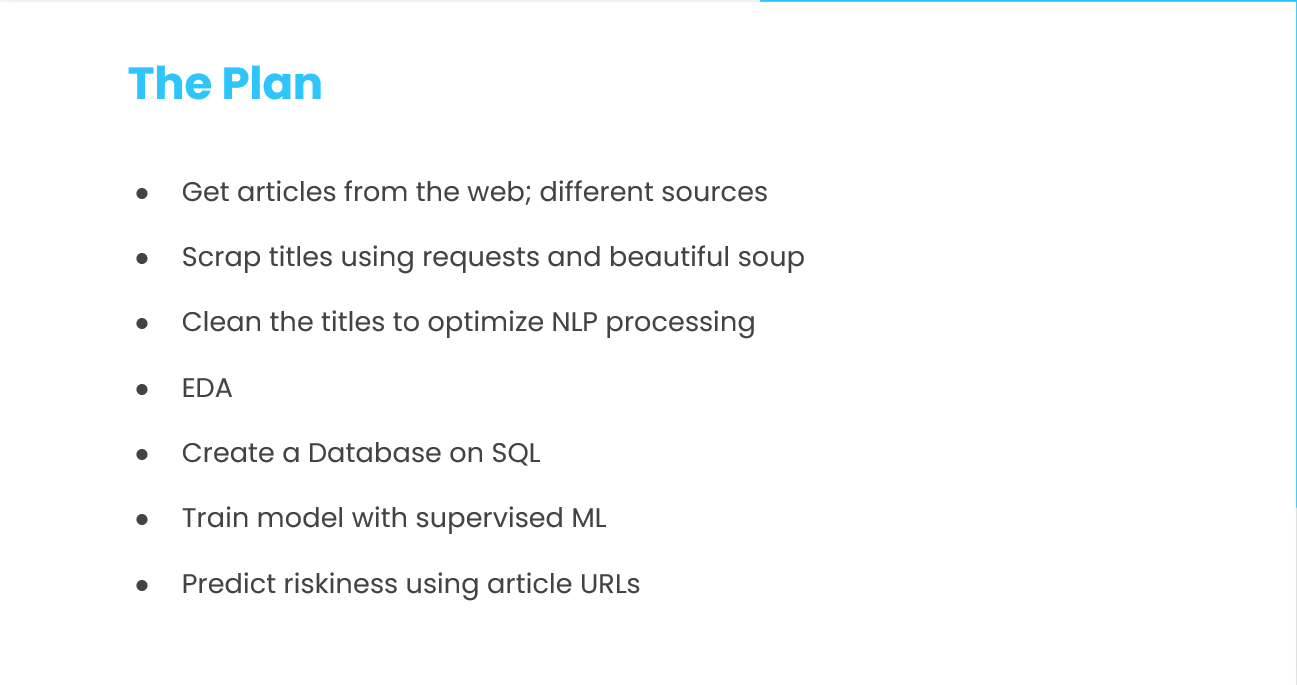 The Plan
● Get articles from the web; different sources
● Scrap titles using requests and beautiful soup
● Clean the titles to optimize NLP processing
● EDA
● Create a Database on SQL
● Train model with supervised ML
● Predict riskiness using article URLs